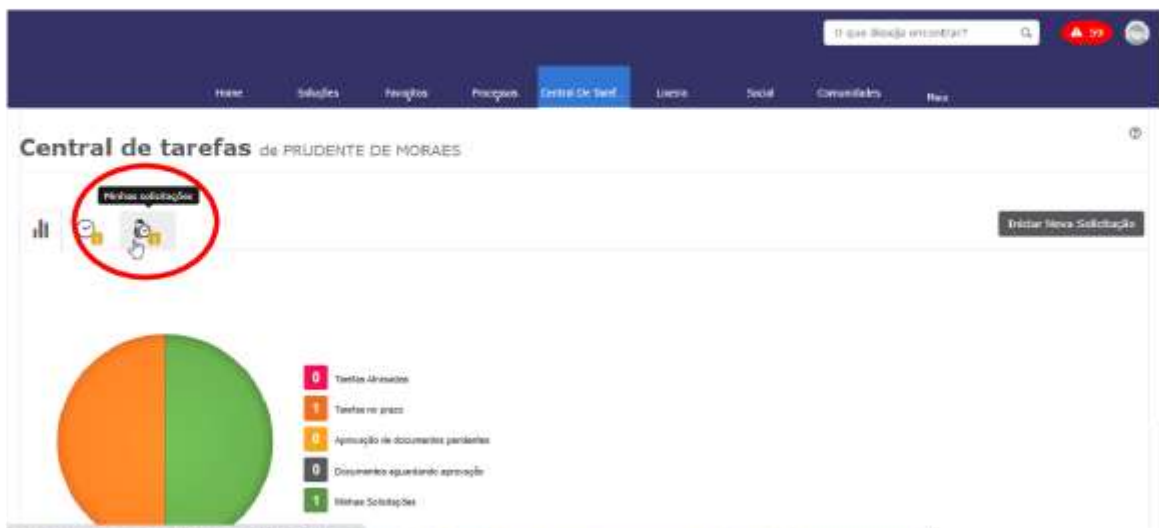 O que deseja encontrar?
59
Home Soluções Favoritos Processos Central De Taref... Social Comunidades Mais
Central de tarefas de PRUDENTE DE MORAES
Minhas solicitações
Iniciar Nova Solicitação
0 Tarefas Atrasadas
1 Tarefas no prazo
0 Aprovação de documentos pendentes
0 Documentos aguardando aprovação
1 Minhas Solicitações